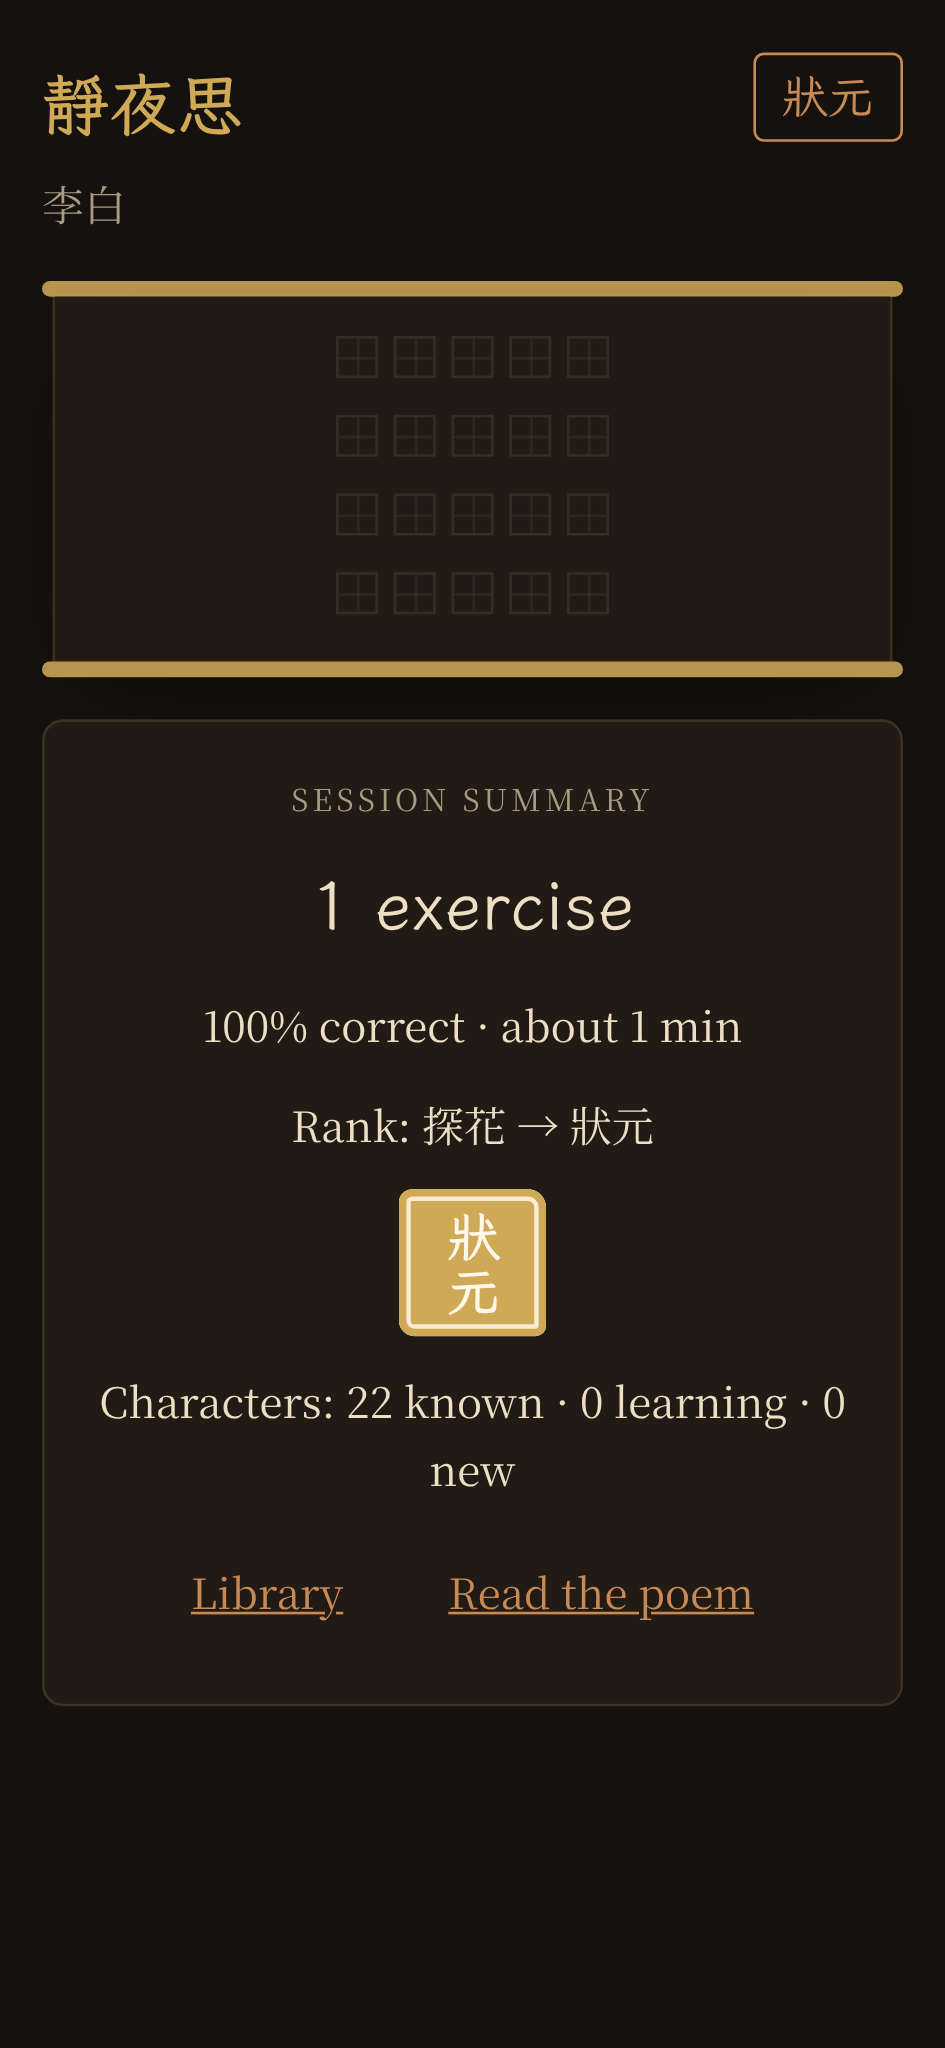 靜夜思
狀元
李白
SESSION SUMMARY
1 exercise
100% correct · about 1 min
Rank: 探花 → 狀元
狀
元
Characters: 22 known · 0 learning · 0
new
Library
Read the poem